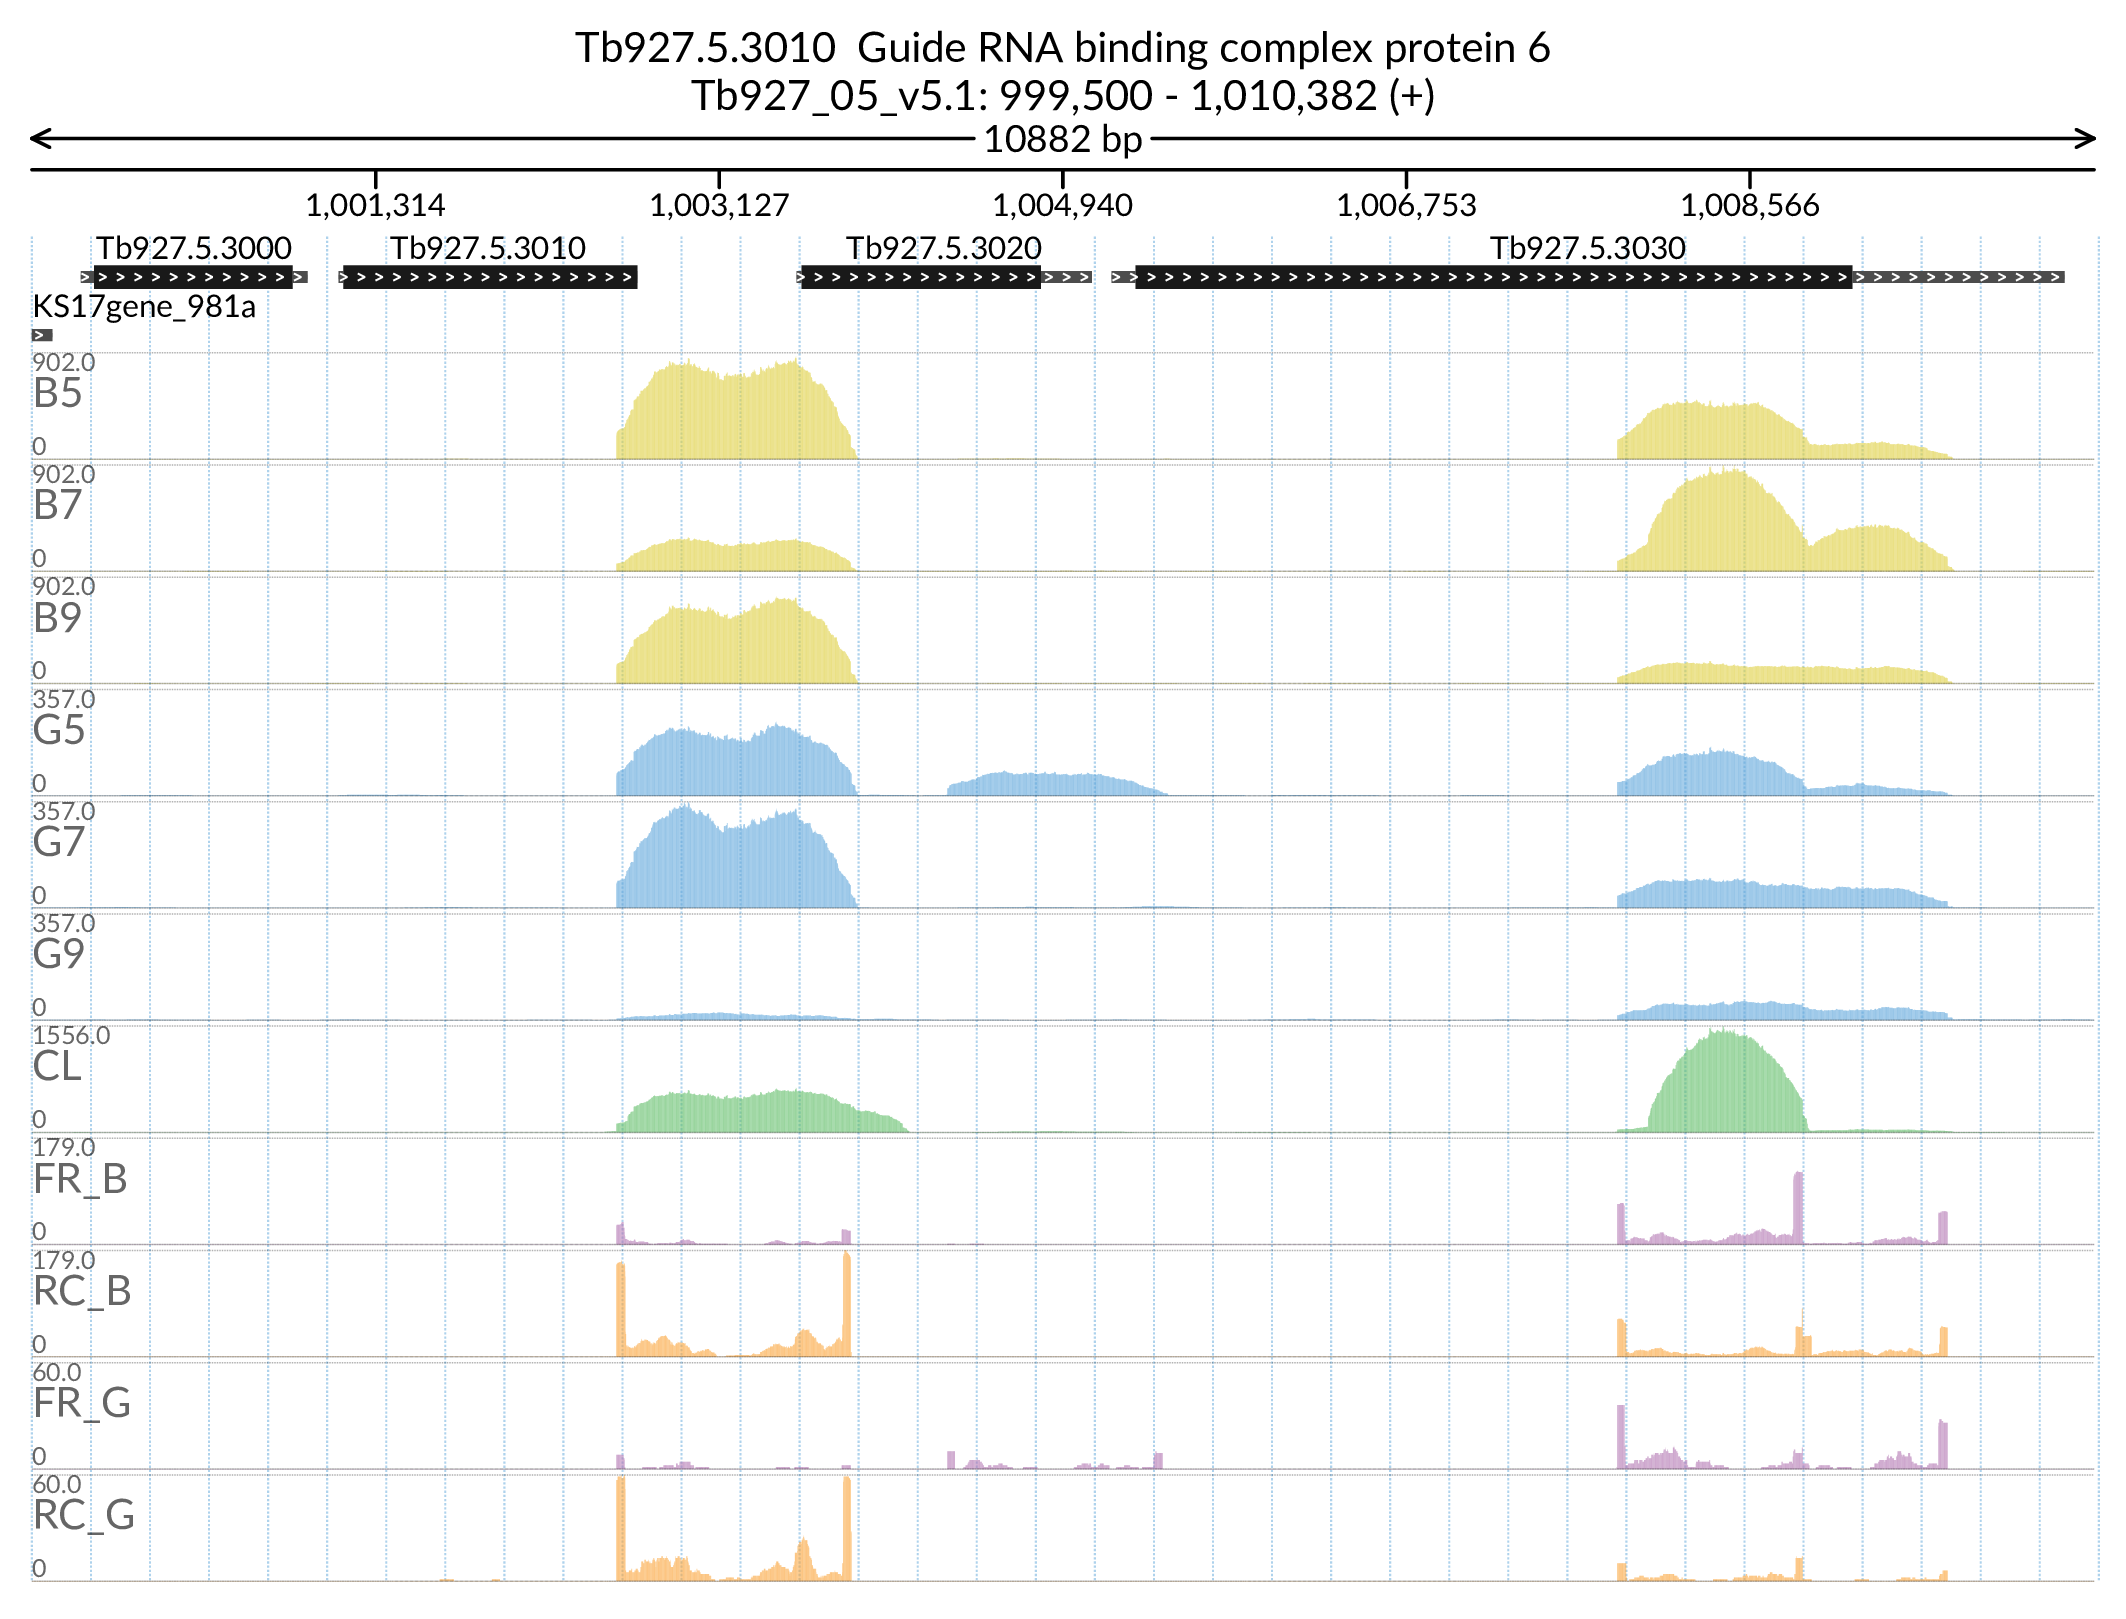 Tb927.5.3010  Guide RNA binding complex protein 6
Tb927_05_v5.1: 999,500 - 1,010,382 (+)
10882 bp
1,001,314 1,003,127 1,004,940 1,006,753 1,008,566
Tb927.5.3000 Tb927.5.3010 Tb927.5.3020 Tb927.5.3030
KS17gene_981a
902.0
B5
0
902.0
B7
0
902.0
B9
0
357.0
G5
0
357.0
G7
0
357.0
G9
0
1556.0
CL
0
179.0
FR_B
0
179.0
RC_B
0
60.0
FR_G
0
60.0
RC_G
0